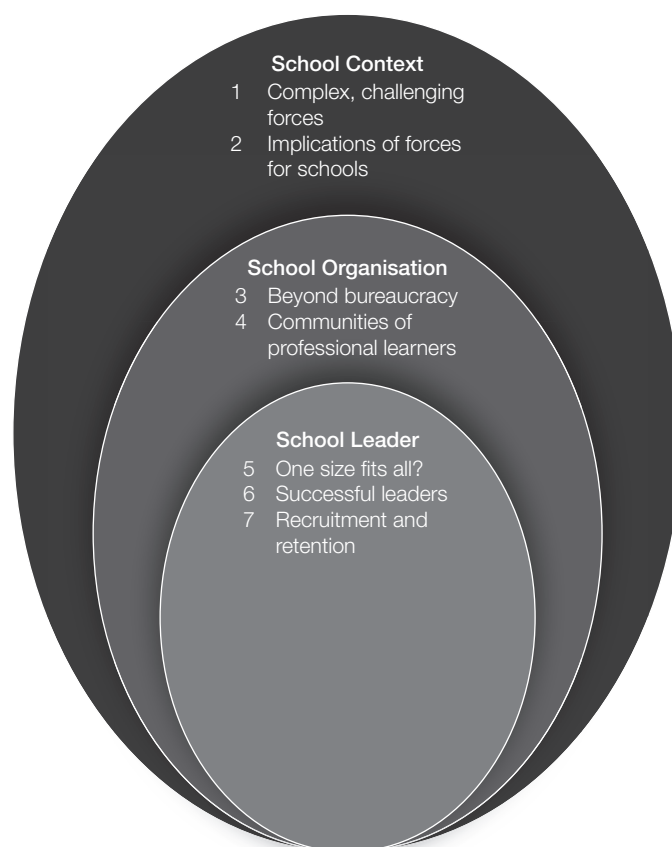 School Context
1 Complex, challenging
forces
2 Implications of forces
for schools
School Organisation
3 Beyond bureaucracy
4 Communities of
professional learners
School Leader
5 One size fits all?
6 Successful leaders
7 Recruitment and
retention